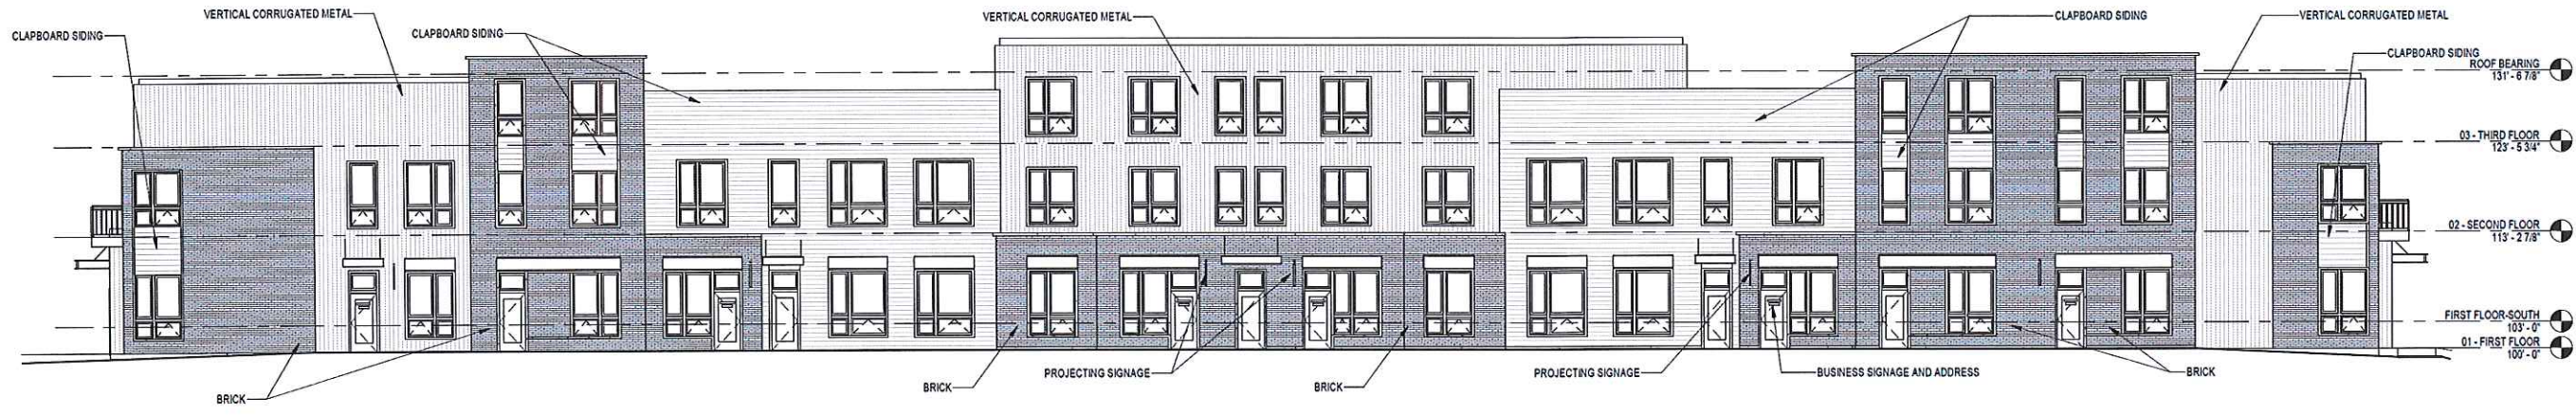 VERTICAL CORRUGATED METAL
CLAPBOARD SIDING
CLAPBOARD SIDING
VERTICAL CORRUGATED METAL
CLAPBOARD SIDING
VERTICAL CORRUGATED METAL
CLAPBOARD SIDING
ROOF BEARING
131' - 6 7/8"
03 - THIRD FLOOR
123' - 5 3/4"
02 - SECOND FLOOR
113' - 2 7/8"
FIRST FLOOR-SOUTH
103' - 0"
01 - FIRST FLOOR
100' - 0"
BRICK
BRICK
PROJECTING SIGNAGE
BRICK
PROJECTING SIGNAGE
BUSINESS SIGNAGE AND ADDRESS
BRICK